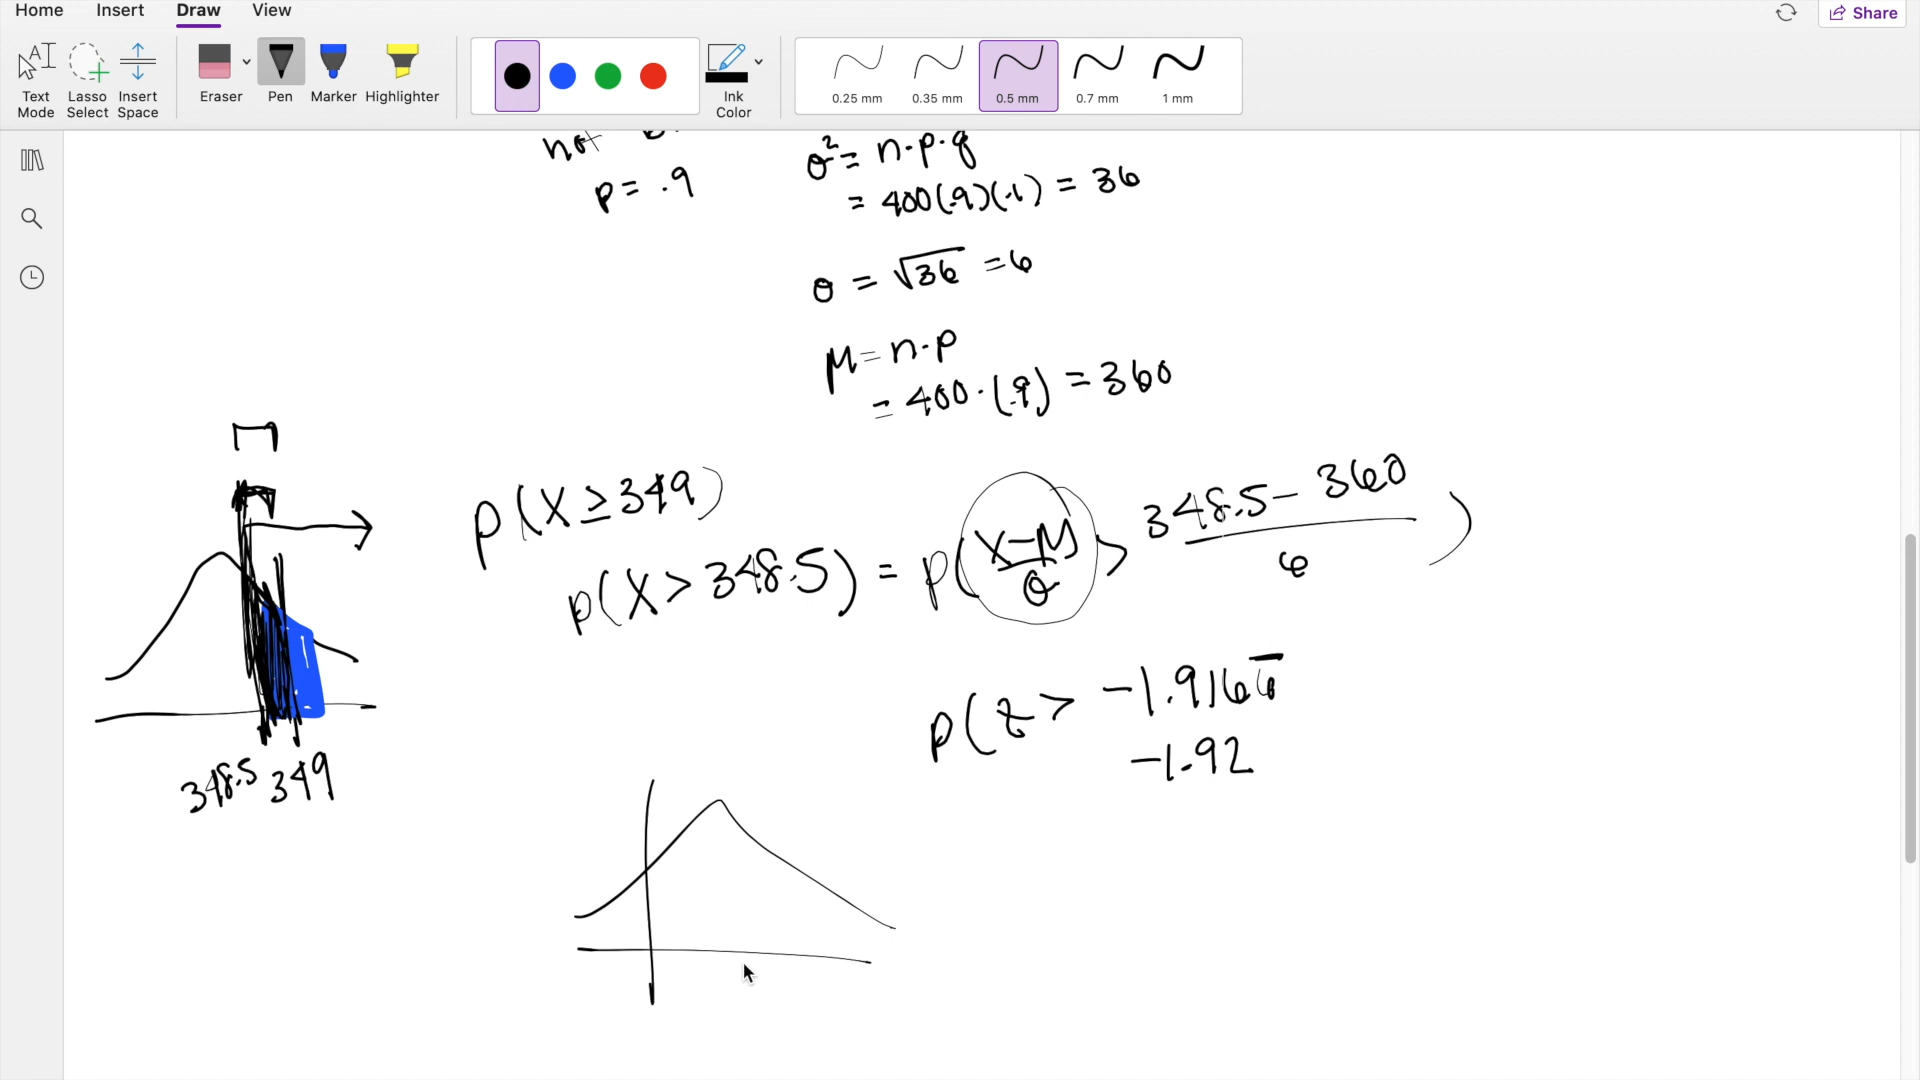 Home Insert Draw View
Share
Text Mode
Lasso Select
Insert Space
Eraser
Pen
Marker
Highlighter
Ink Color
0.25 mm
0.35 mm
0.5 mm
0.7 mm
1 mm
not
p = .9
σ² = n·p·q
= 400(.9)(.1) = 36
σ = √36 = 6
μ = n·p
= 400·(.9) = 360
p(X ≥ 349)
p(X > 348.5) = p((X−μ)/σ > (348.5 − 360)/6)
p(z > −1.9166̅
−1.92
348.5 349